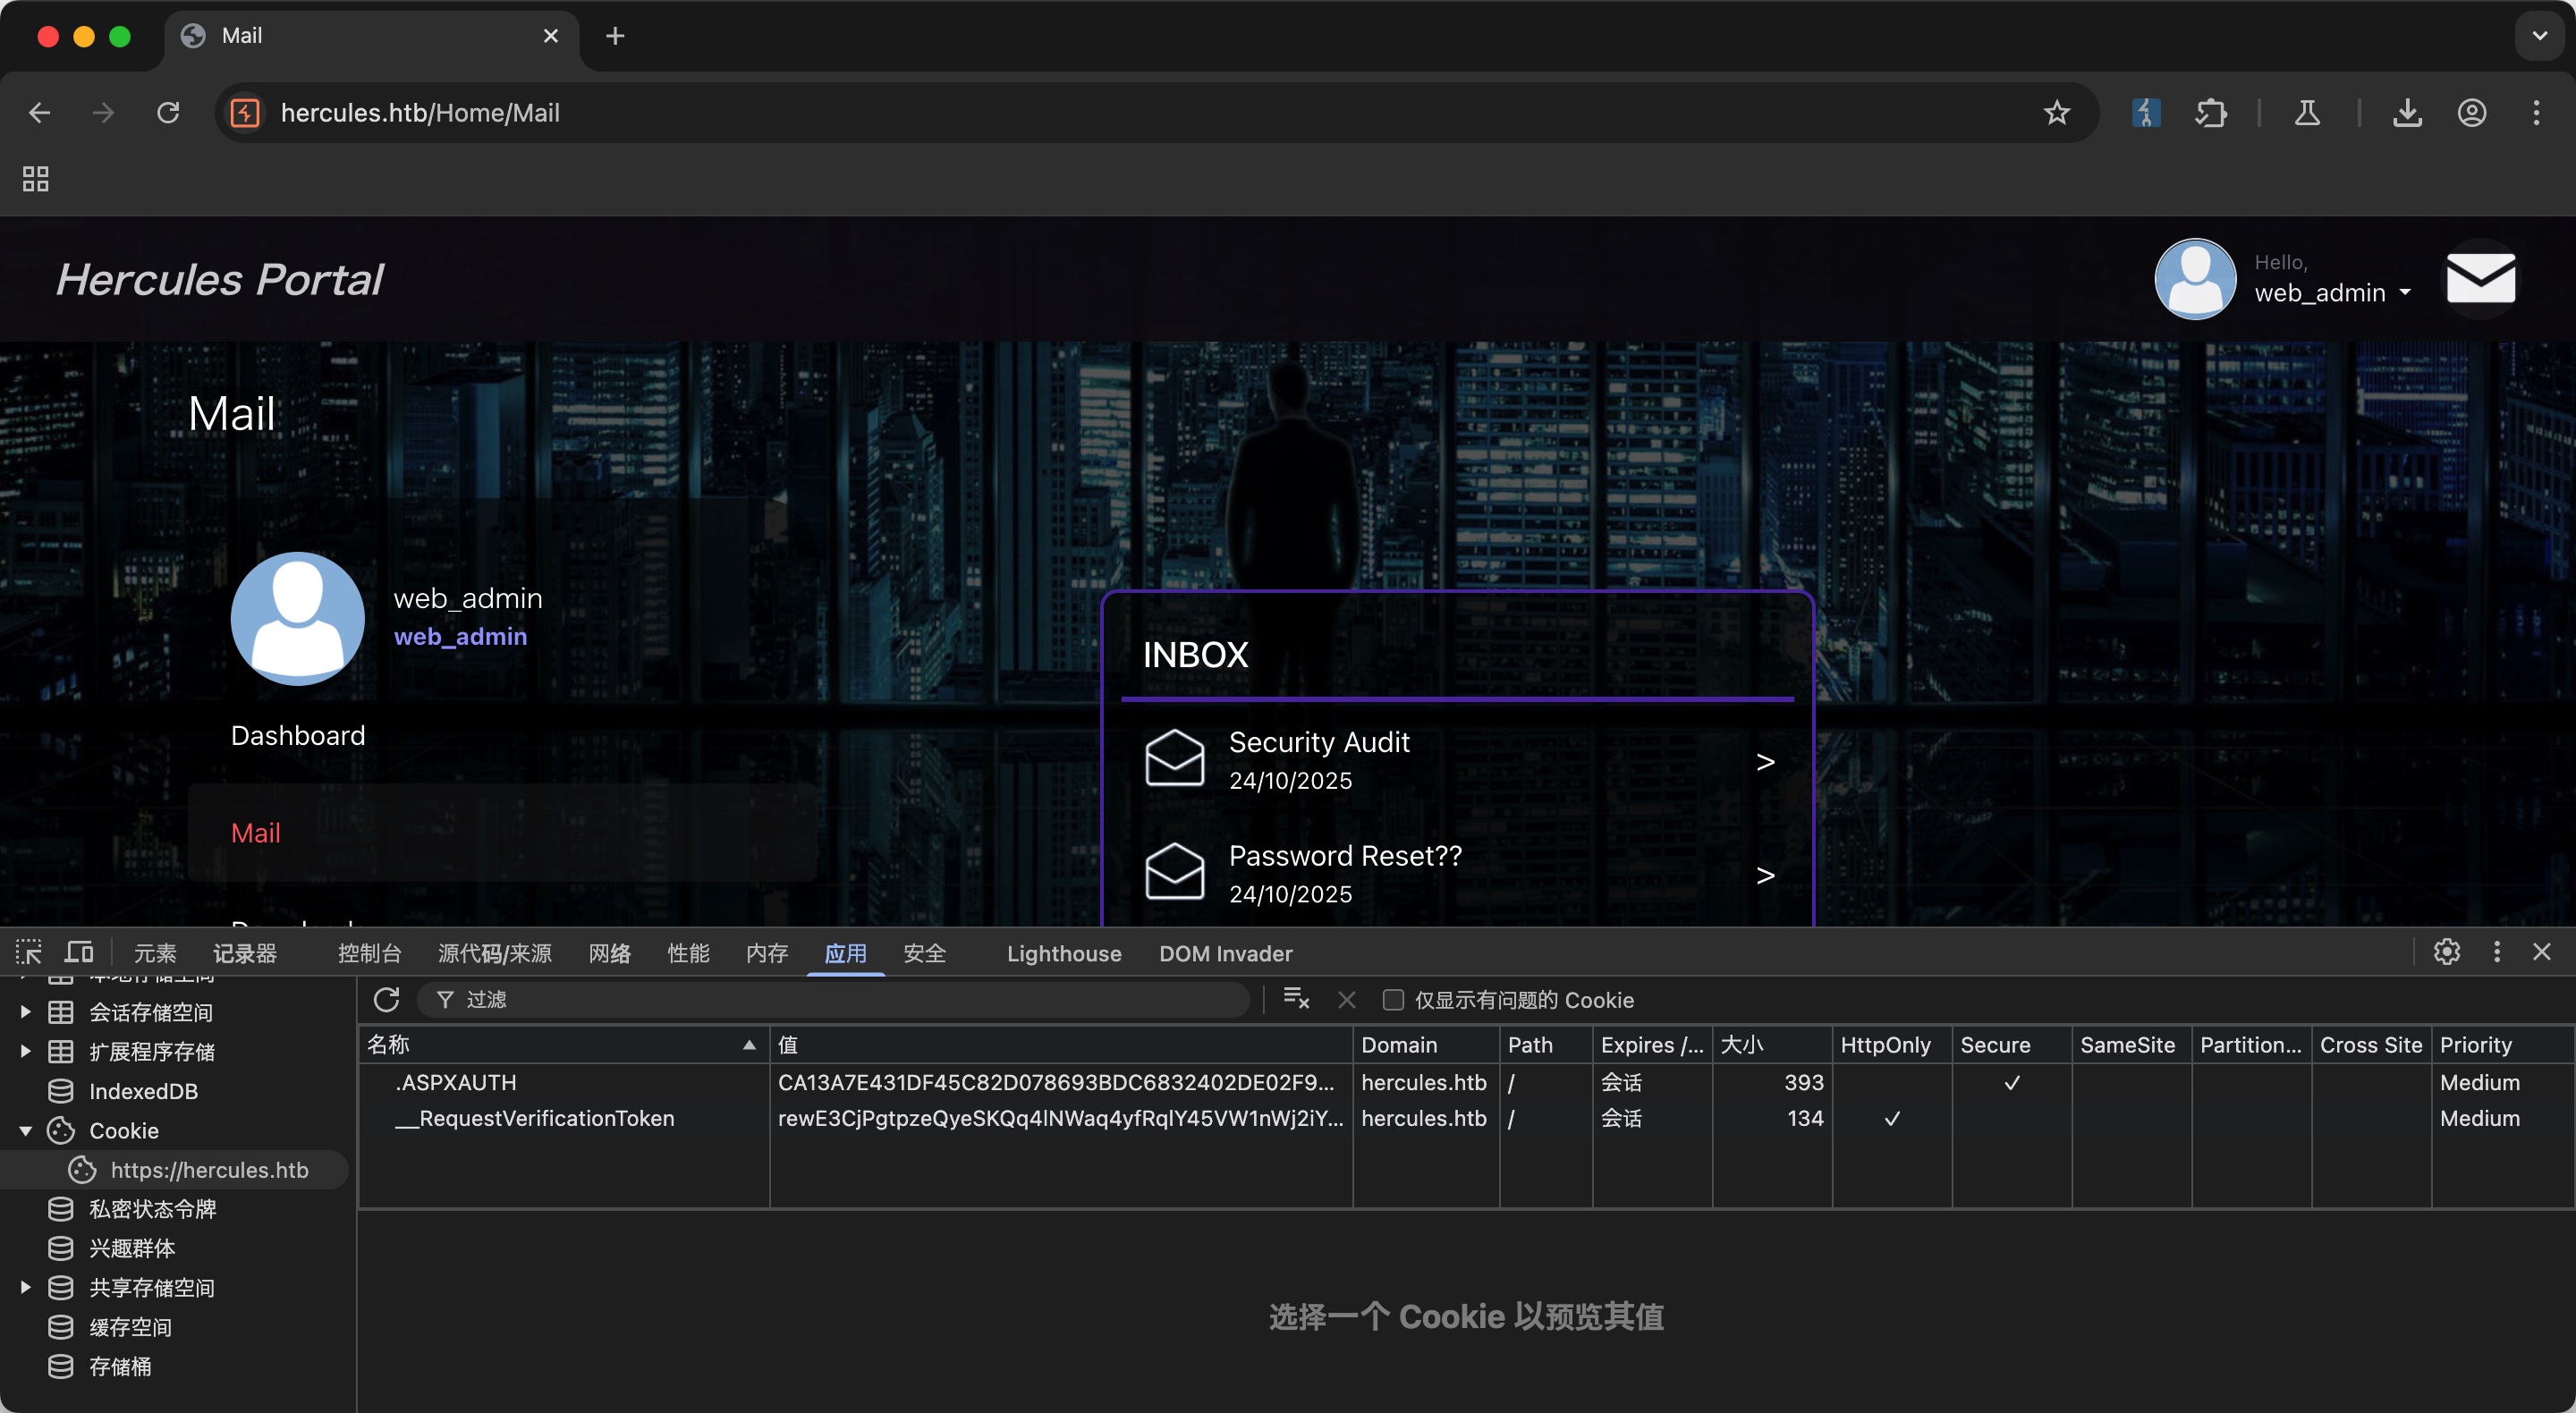 Mail
hercules.htb/Home/Mail
Hercules Portal
Hello,
web_admin
Mail
web_admin
web_admin
Dashboard
Mail
INBOX
Security Audit
24/10/2025
>
Password Reset??
24/10/2025
>
元素 记录器 控制台 源代码/来源 网络 性能 内存 应用 安全 Lighthouse DOM Invader
本地存储空间
会话存储空间
扩展程序存储
IndexedDB
Cookie
https://hercules.htb
私密状态令牌
兴趣群体
共享存储空间
缓存空间
存储桶
过滤
仅显示有问题的 Cookie
名称 值 Domain Path Expires /... 大小 HttpOnly Secure SameSite Partition... Cross Site Priority
.ASPXAUTH CA13A7E431DF45C82D078693BDC6832402DE02F9... hercules.htb / 会话 393 ✓ Medium
__RequestVerificationToken rewE3CjPgtpzeQyeSKQq4lNWaq4yfRqlY45VW1nWj2iY... hercules.htb / 会话 134 ✓ Medium
选择一个 Cookie 以预览其值